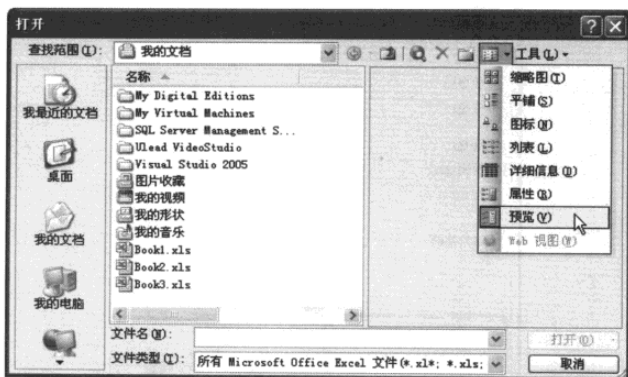 打开
查找范围(I):
我的文档
工具(L)
我最近的文档
桌面
我的文档
我的电脑
名称
My Digital Editions
My Virtual Machines
SQL Server Management S...
Ulead VideoStudio
Visual Studio 2005
图片收藏
我的视频
我的形状
我的音乐
Book1.xls
Book2.xls
Book3.xls
缩略图(T)
平铺(S)
图标(N)
列表(L)
详细信息(D)
属性(R)
预览(V)
Web 视图(W)
文件名(N):
打开(O)
文件类型(T):
所有 Microsoft Office Excel 文件(*.xl*; *.xls;
取消